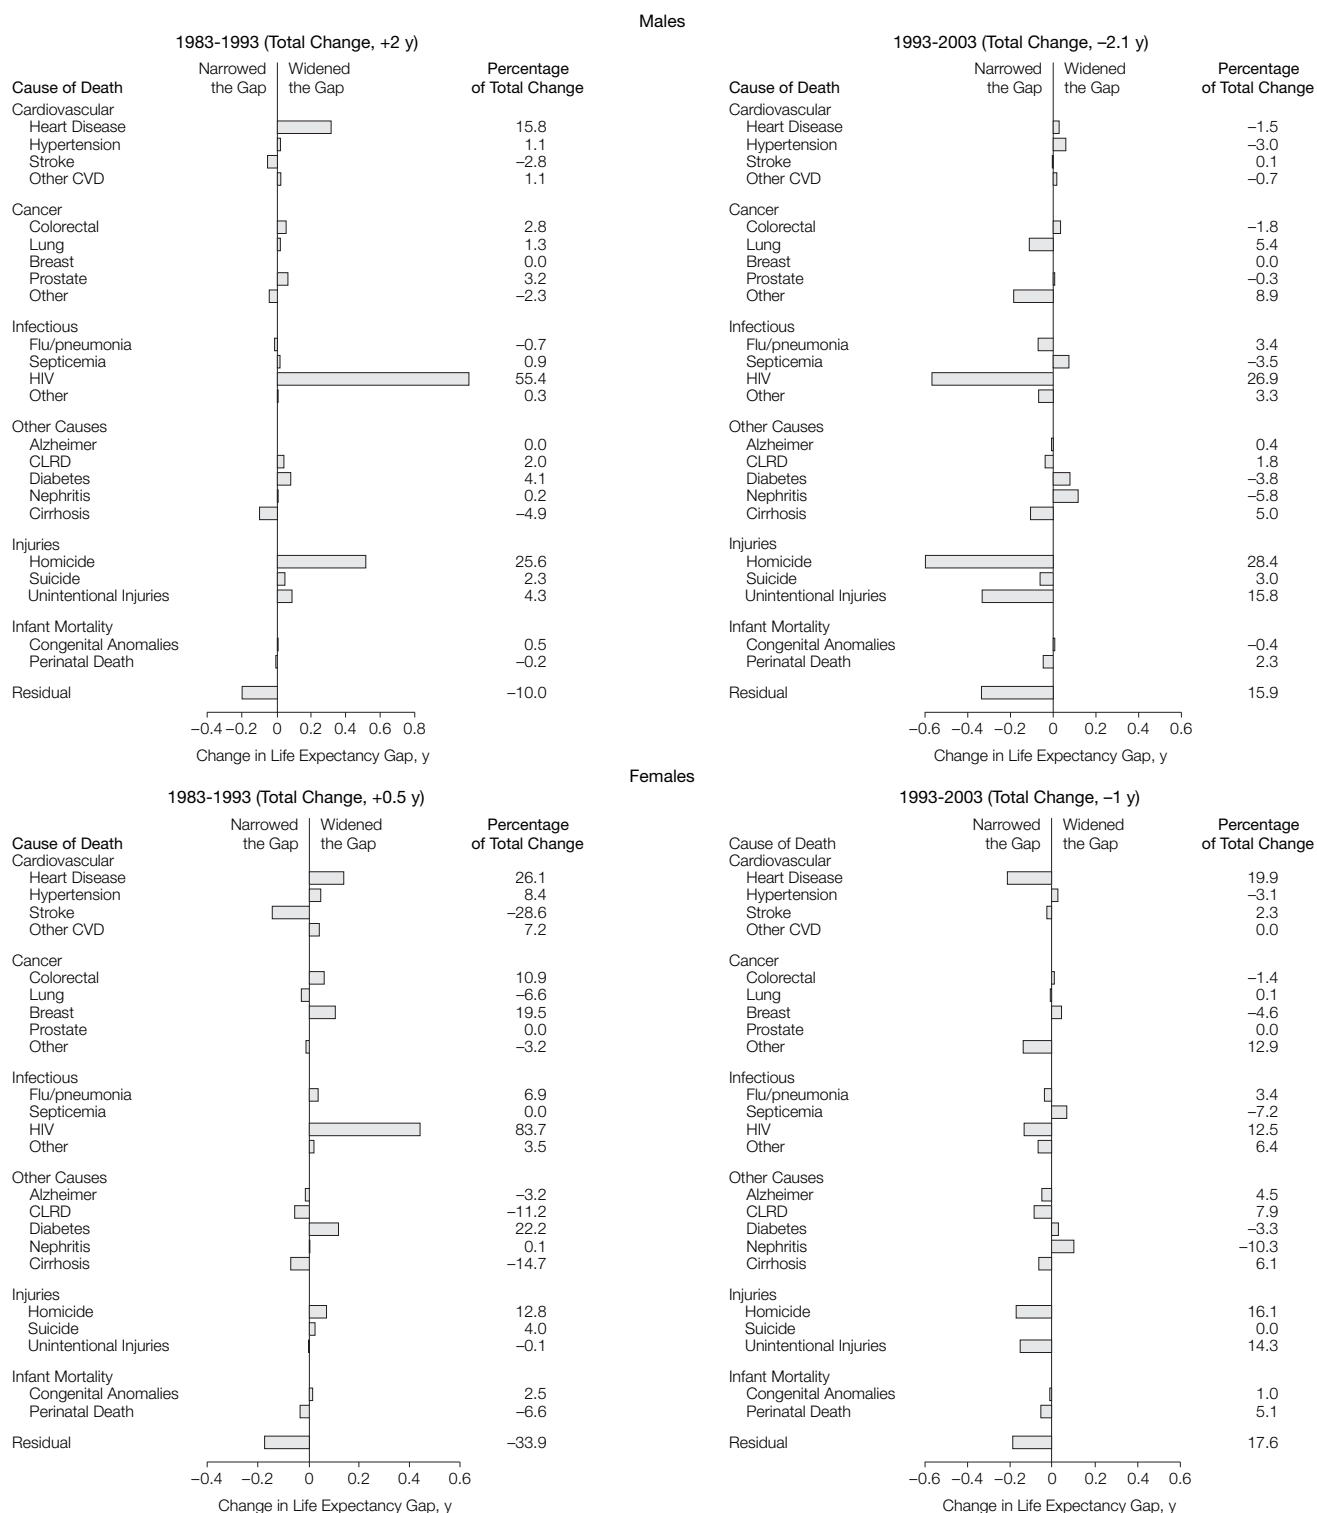 Males
1983-1993 (Total Change, +2 y)
Narrowed the Gap
Widened the Gap
Cause of Death
Percentage of Total Change
Cardiovascular
Heart Disease 15.8
Hypertension 1.1
Stroke –2.8
Other CVD 1.1
Cancer
Colorectal 2.8
Lung 1.3
Breast 0.0
Prostate 3.2
Other –2.3
Infectious
Flu/pneumonia –0.7
Septicemia 0.9
HIV 55.4
Other 0.3
Other Causes
Alzheimer 0.0
CLRD 2.0
Diabetes 4.1
Nephritis 0.2
Cirrhosis –4.9
Injuries
Homicide 25.6
Suicide 2.3
Unintentional Injuries 4.3
Infant Mortality
Congenital Anomalies 0.5
Perinatal Death –0.2
Residual –10.0
–0.4 –0.2 0 0.2 0.4 0.6 0.8
Change in Life Expectancy Gap, y
1993-2003 (Total Change, –2.1 y)
Narrowed the Gap
Widened the Gap
Cause of Death
Percentage of Total Change
Cardiovascular
Heart Disease –1.5
Hypertension –3.0
Stroke 0.1
Other CVD –0.7
Cancer
Colorectal –1.8
Lung 5.4
Breast 0.0
Prostate –0.3
Other 8.9
Infectious
Flu/pneumonia 3.4
Septicemia –3.5
HIV 26.9
Other 3.3
Other Causes
Alzheimer 0.4
CLRD 1.8
Diabetes –3.8
Nephritis –5.8
Cirrhosis 5.0
Injuries
Homicide 28.4
Suicide 3.0
Unintentional Injuries 15.8
Infant Mortality
Congenital Anomalies –0.4
Perinatal Death 2.3
Residual 15.9
–0.6 –0.4 –0.2 0 0.2 0.4 0.6
Change in Life Expectancy Gap, y
Females
1983-1993 (Total Change, +0.5 y)
Narrowed the Gap
Widened the Gap
Cause of Death
Percentage of Total Change
Cardiovascular
Heart Disease 26.1
Hypertension 8.4
Stroke –28.6
Other CVD 7.2
Cancer
Colorectal 10.9
Lung –6.6
Breast 19.5
Prostate 0.0
Other –3.2
Infectious
Flu/pneumonia 6.9
Septicemia 0.0
HIV 83.7
Other 3.5
Other Causes
Alzheimer –3.2
CLRD –11.2
Diabetes 22.2
Nephritis 0.1
Cirrhosis –14.7
Injuries
Homicide 12.8
Suicide 4.0
Unintentional Injuries –0.1
Infant Mortality
Congenital Anomalies 2.5
Perinatal Death –6.6
Residual –33.9
–0.4 –0.2 0 0.2 0.4 0.6
Change in Life Expectancy Gap, y
1993-2003 (Total Change, –1 y)
Narrowed the Gap
Widened the Gap
Cause of Death
Percentage of Total Change
Cardiovascular
Heart Disease 19.9
Hypertension –3.1
Stroke 2.3
Other CVD 0.0
Cancer
Colorectal –1.4
Lung 0.1
Breast –4.6
Prostate 0.0
Other 12.9
Infectious
Flu/pneumonia 3.4
Septicemia –7.2
HIV 12.5
Other 6.4
Other Causes
Alzheimer 4.5
CLRD 7.9
Diabetes –3.3
Nephritis –10.3
Cirrhosis 6.1
Injuries
Homicide 16.1
Suicide 0.0
Unintentional Injuries 14.3
Infant Mortality
Congenital Anomalies 1.0
Perinatal Death 5.1
Residual 17.6
–0.6 –0.4 –0.2 0 0.2 0.4 0.6
Change in Life Expectancy Gap, y